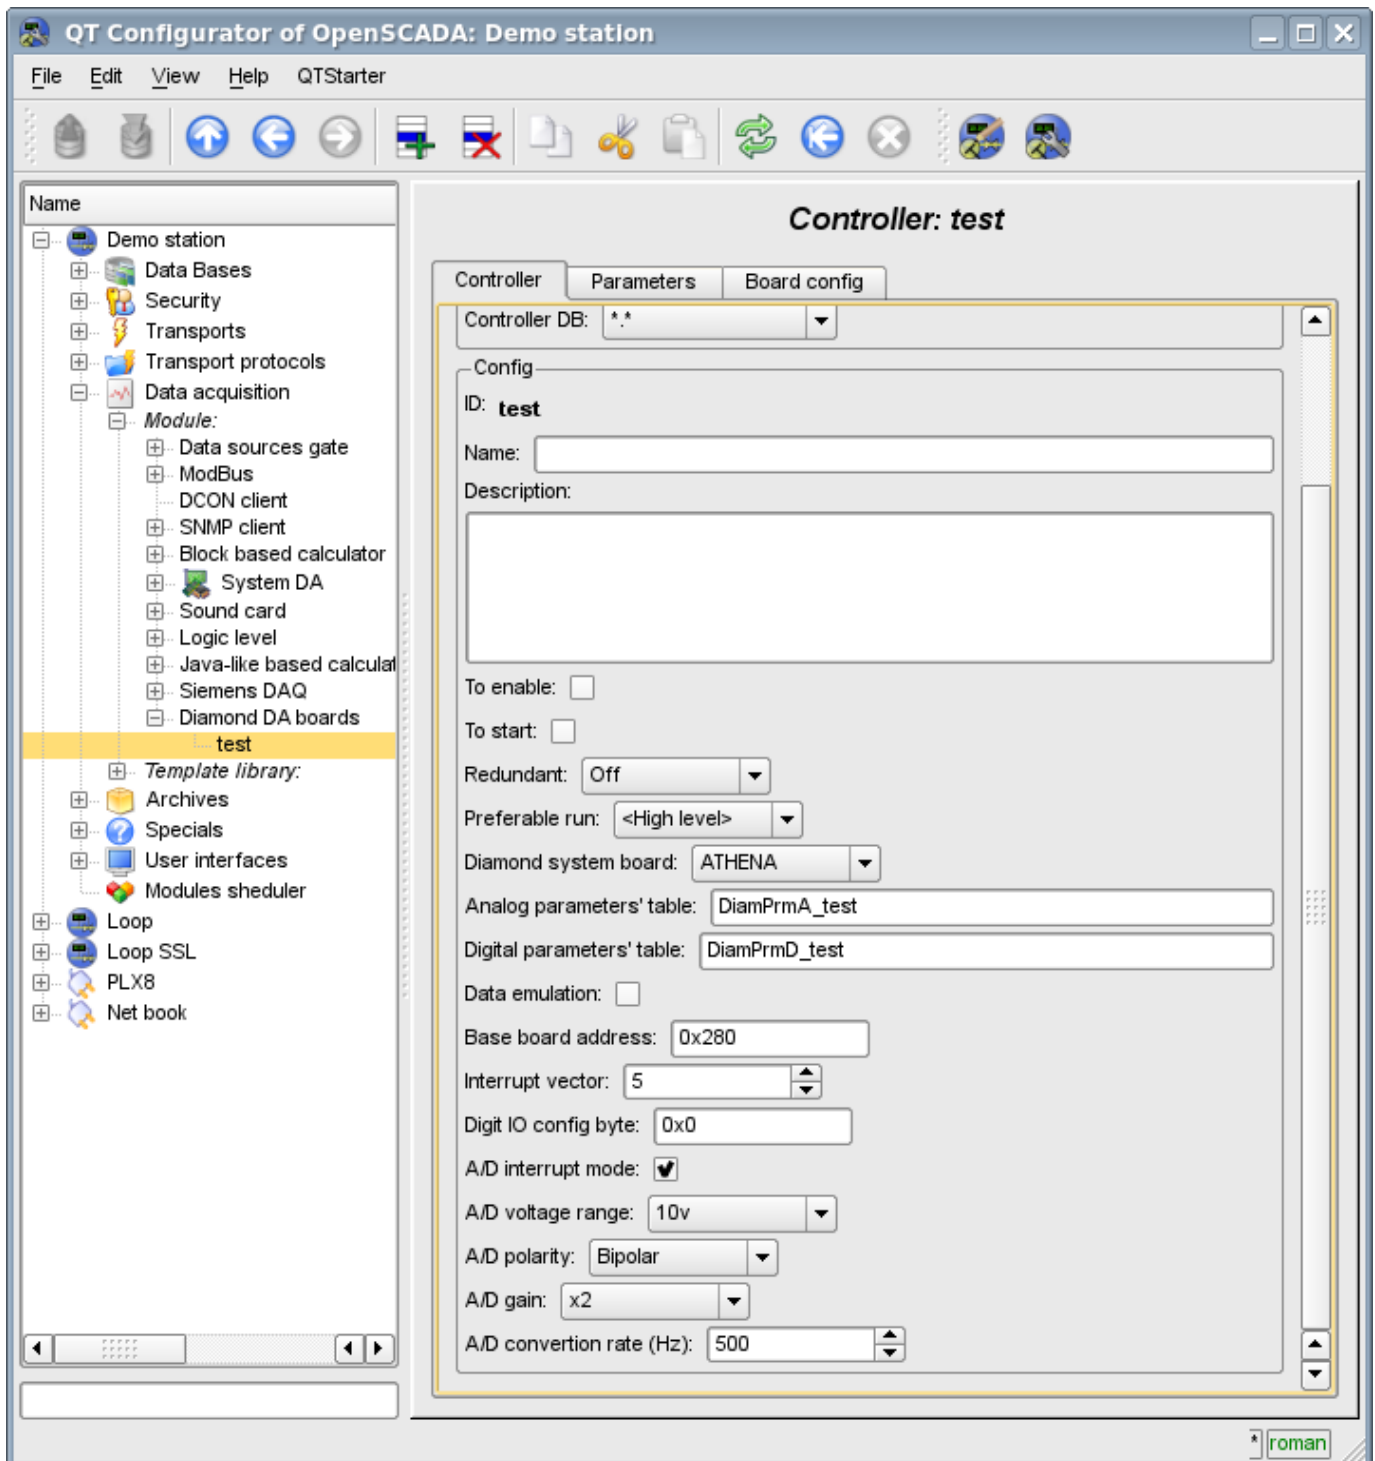 QT Configurator of OpenSCADA: Demo station
File Edit View Help QTStarter
Name
Demo station
Data Bases
Security
Transports
Transport protocols
Data acquisition
Module:
Data sources gate
ModBus
DCON client
SNMP client
Block based calculator
System DA
Sound card
Logic level
Java-like based calculat
Siemens DAQ
Diamond DA boards
test
Template library:
Archives
Specials
User interfaces
Modules sheduler
Loop
Loop SSL
PLX8
Net book
Controller: test
Controller Parameters Board config
Controller DB: *.*
Config
ID: test
Name:
Description:
To enable:
To start:
Redundant: Off
Preferable run: <High level>
Diamond system board: ATHENA
Analog parameters' table: DiamPrmA_test
Digital parameters' table: DiamPrmD_test
Data emulation:
Base board address: 0x280
Interrupt vector: 5
Digit IO config byte: 0x0
A/D interrupt mode:
A/D voltage range: 10v
A/D polarity: Bipolar
A/D gain: x2
A/D convertion rate (Hz): 500
* roman